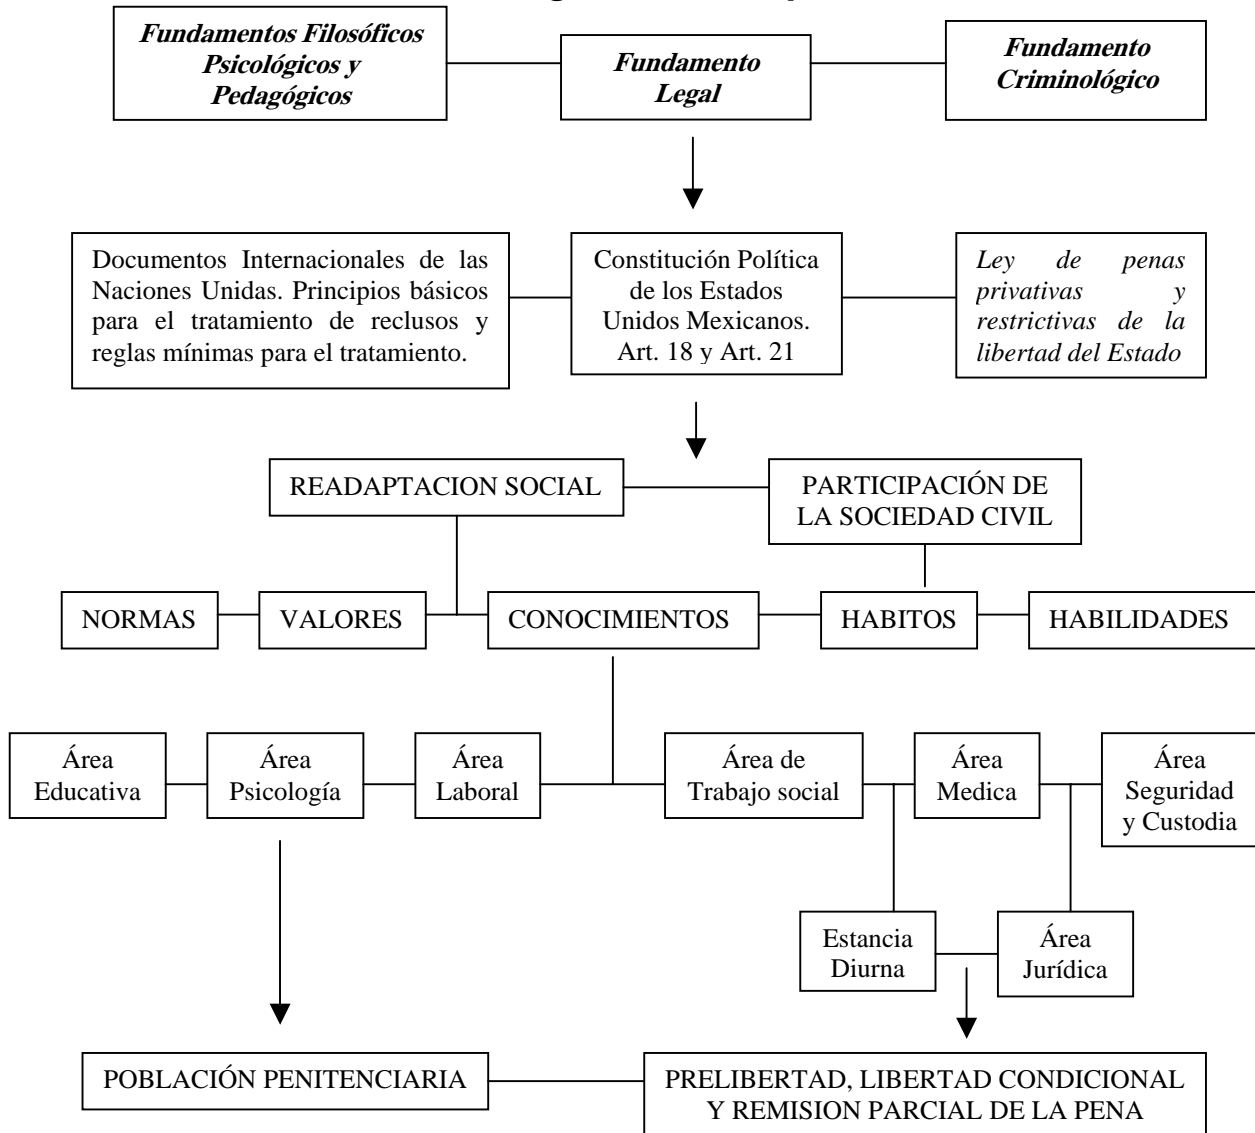 Fundamentos Filosóficos
Psicológicos y
Pedagógicos
Fundamento
Legal
Fundamento
Criminológico
Documentos Internacionales de las
Naciones Unidas. Principios básicos
para el tratamiento de reclusos y
reglas mínimas para el tratamiento.
Constitución Política
de los Estados
Unidos Mexicanos.
Art. 18 y Art. 21
Ley de penas
privativas y
restrictivas de la
libertad del Estado
READAPTACION SOCIAL
PARTICIPACIÓN DE
LA SOCIEDAD CIVIL
NORMAS
VALORES
CONOCIMIENTOS
HABITOS
HABILIDADES
Área
Educativa
Área
Psicología
Área
Laboral
Área de
Trabajo social
Área
Medica
Área
Seguridad
y Custodia
Estancia
Diurna
Área
Jurídica
POBLACIÓN PENITENCIARIA
PRELIBERTAD, LIBERTAD CONDICIONAL
Y REMISION PARCIAL DE LA PENA